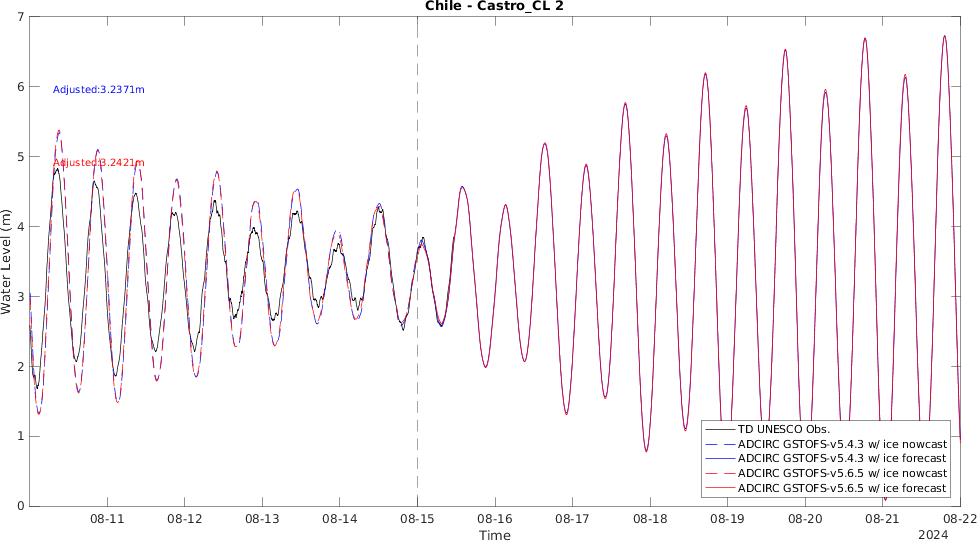 Chile - Castro_CL 2
7
6
5
4
3
2
1
0
Water Level (m)
Adjusted:3.2371m
Adjusted:3.2421m
TD UNESCO Obs.
ADCIRC GSTOFS-v5.4.3 w/ ice nowcast
ADCIRC GSTOFS-v5.4.3 w/ ice forecast
ADCIRC GSTOFS-v5.6.5 w/ ice nowcast
ADCIRC GSTOFS-v5.6.5 w/ ice forecast
08-11 08-12 08-13 08-14 08-15 08-16 08-17 08-18 08-19 08-20 08-21 08-22
Time
2024